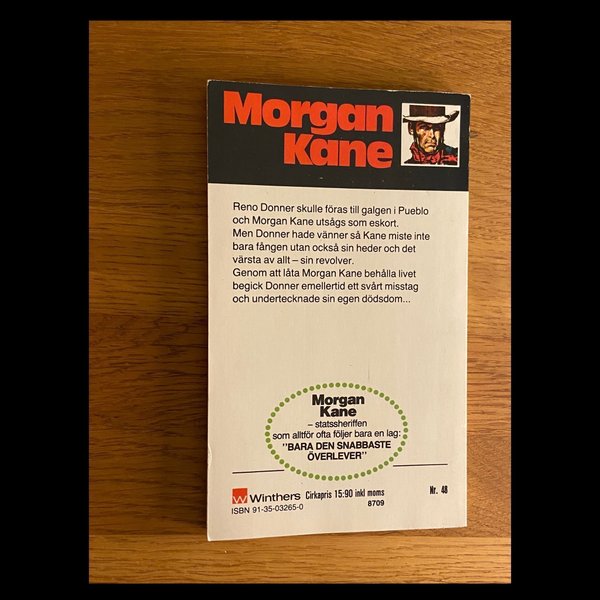 Morgan
Kane
Reno Donner skulle föras till galgen i Pueblo
och Morgan Kane utsågs som eskort.
Men Donner hade vänner så Kane miste inte
bara fången utan också sin heder och det
värsta av allt – sin revolver.
Genom att låta Morgan Kane behålla livet
begick Donner emellertid ett svårt misstag
och undertecknade sin egen dödsdom...
Morgan
Kane
– statssheriffen
som alltför ofta följer bara en lag:
"BARA DEN SNABBASTE
ÖVERLEVER"
W Winthers Cirkapris 15:90 inkl moms Nr. 48
ISBN 91-35-03265-0 8709